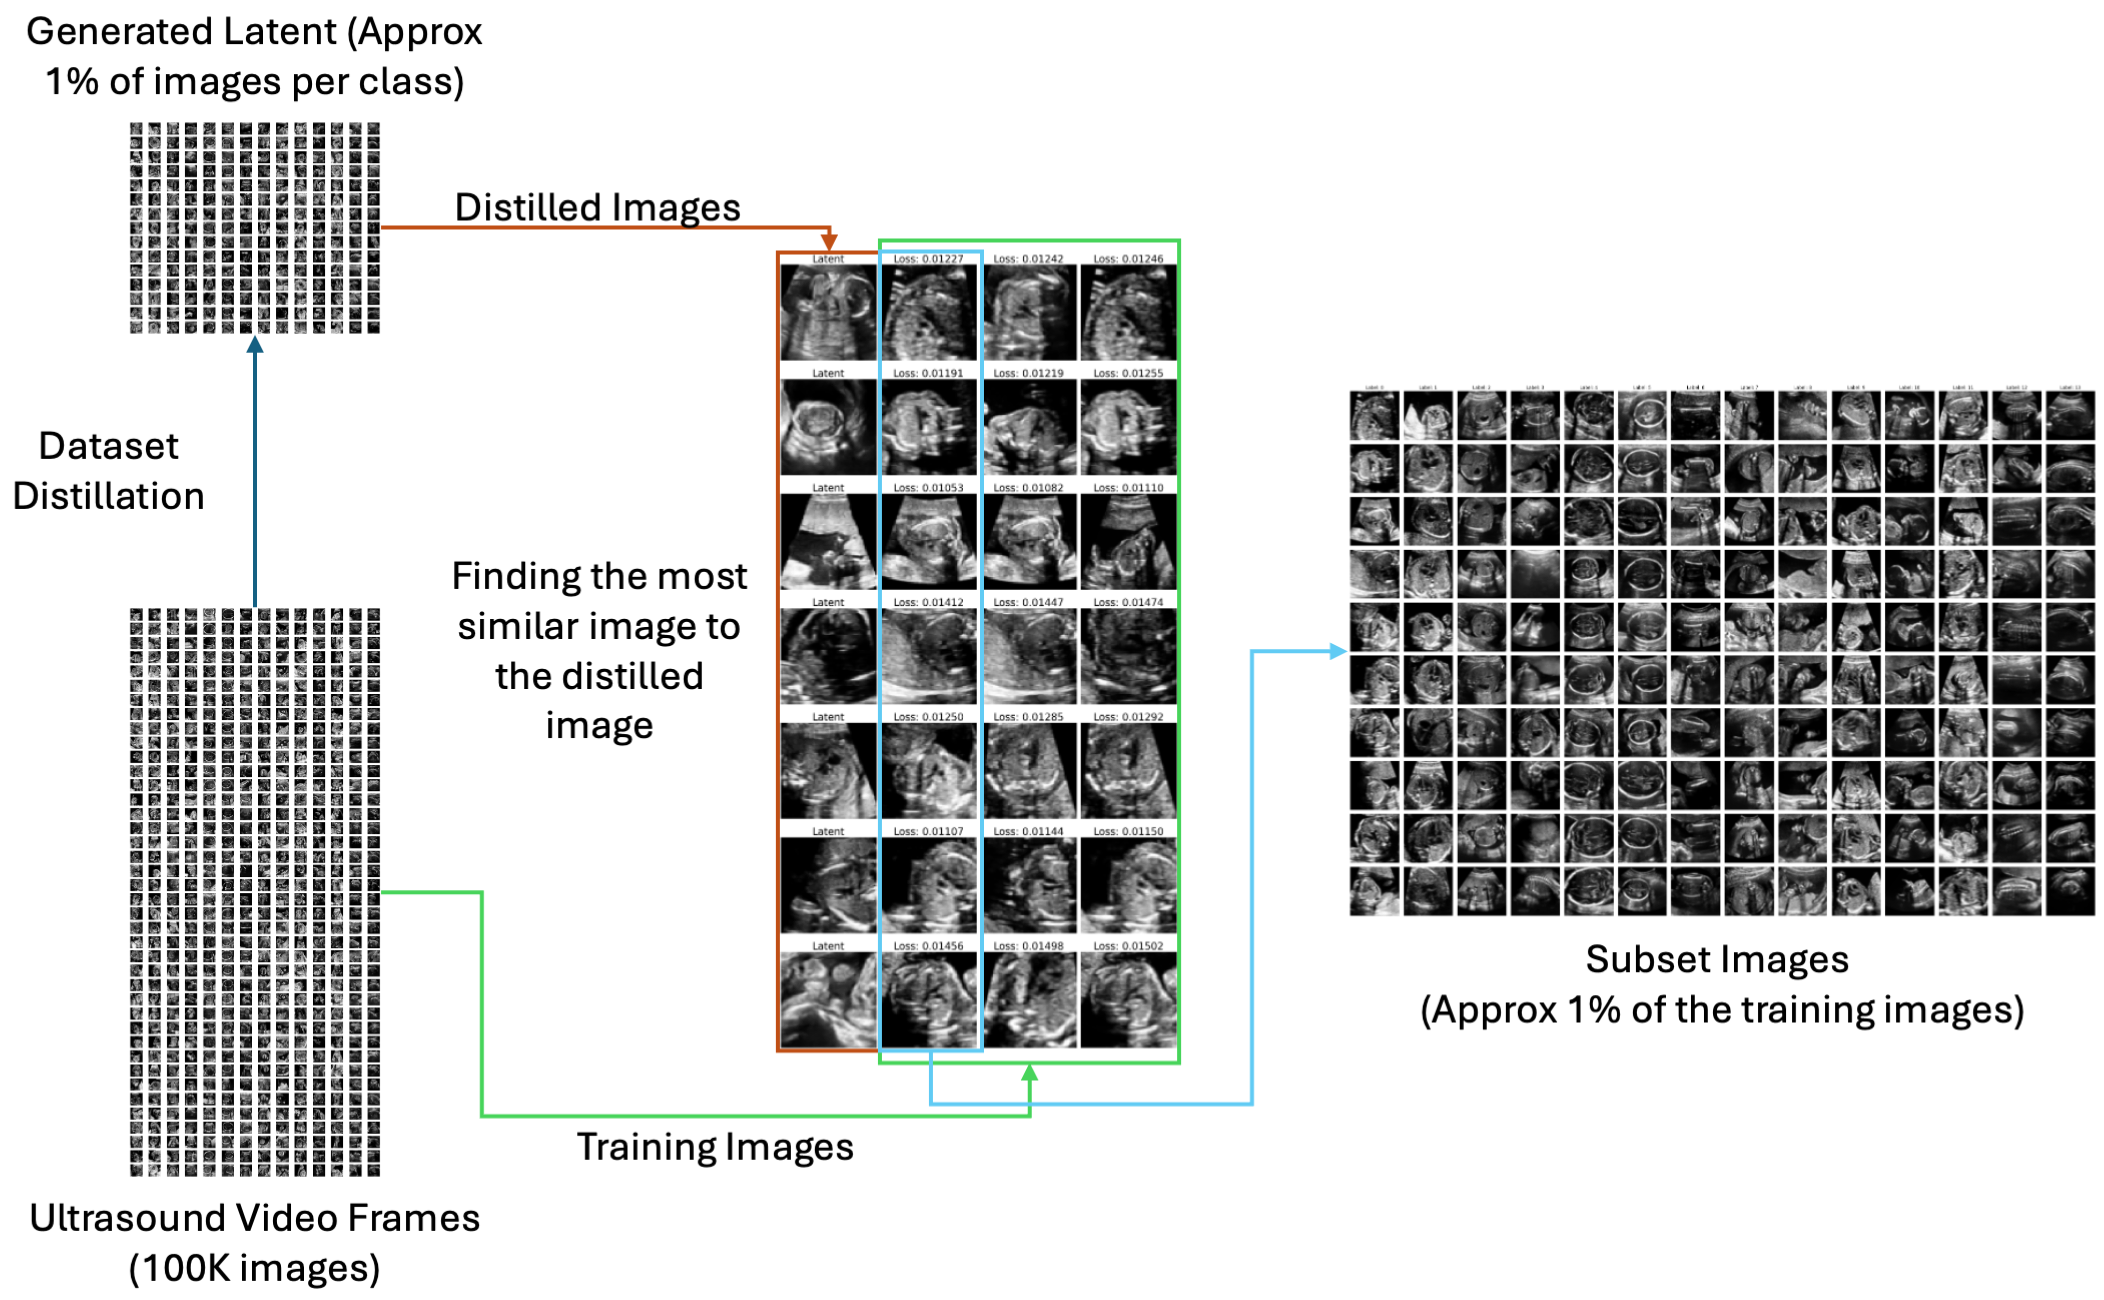 Generated Latent (Approx
1% of images per class)
Distilled Images
Dataset
Distillation
Finding the most
similar image to
the distilled
image
Latent Loss: 0.01227 Loss: 0.01242 Loss: 0.01246
Latent Loss: 0.01191 Loss: 0.01219 Loss: 0.01255
Latent Loss: 0.01053 Loss: 0.01082 Loss: 0.01110
Latent Loss: 0.01412 Loss: 0.01447 Loss: 0.01474
Latent Loss: 0.01250 Loss: 0.01285 Loss: 0.01292
Latent Loss: 0.01107 Loss: 0.01144 Loss: 0.01150
Latent Loss: 0.01456 Loss: 0.01498 Loss: 0.01502
Training Images
Ultrasound Video Frames
(100K images)
Subset Images
(Approx 1% of the training images)